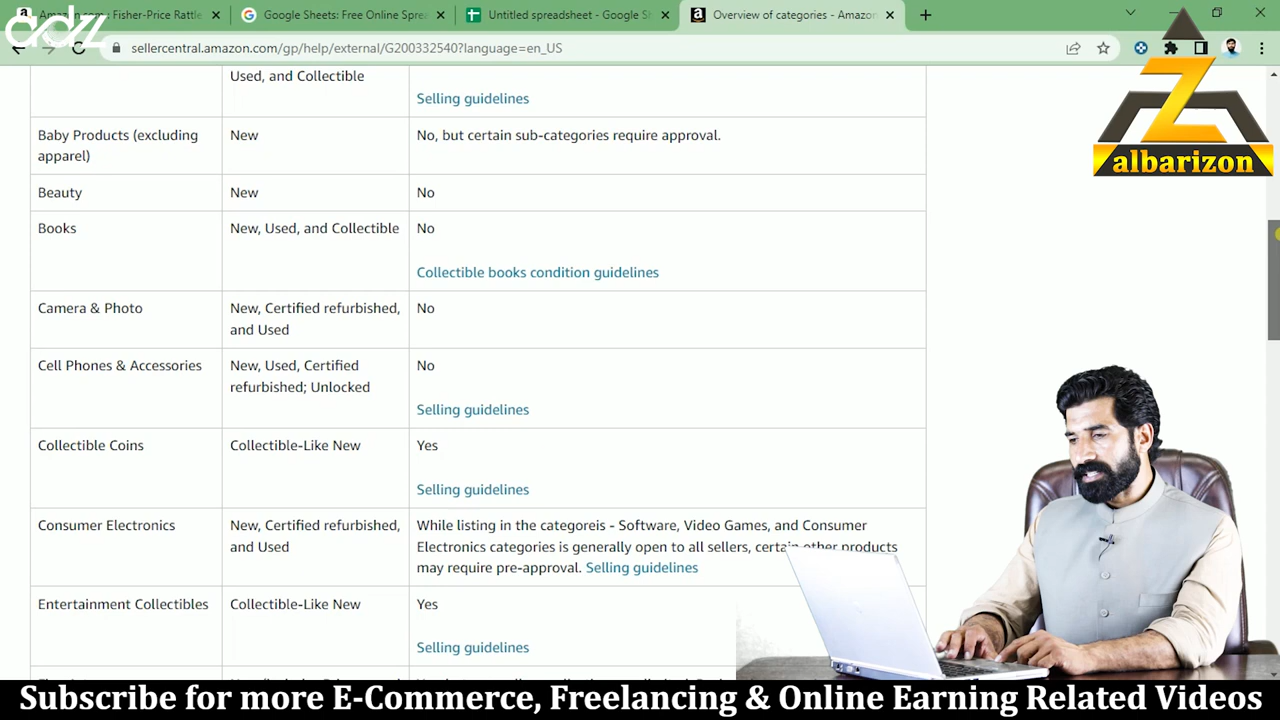 Amazon.com: Fisher-Price Rattle
Google Sheets: Free Online Sprea
Untitled spreadsheet - Google Sh
Overview of categories - Amazon
sellercentral.amazon.com/gp/help/external/G200332540?language=en_US
albarizon
Used, and Collectible
Selling guidelines
Baby Products (excluding
apparel)
New
No, but certain sub-categories require approval.
Beauty
New
No
Books
New, Used, and Collectible
No
Collectible books condition guidelines
Camera & Photo
New, Certified refurbished,
and Used
No
Cell Phones & Accessories
New, Used, Certified
refurbished; Unlocked
No
Selling guidelines
Collectible Coins
Collectible-Like New
Yes
Selling guidelines
Consumer Electronics
New, Certified refurbished,
and Used
While listing in the categoreis - Software, Video Games, and Consumer
Electronics categories is generally open to all sellers, certain other products
may require pre-approval. Selling guidelines
Entertainment Collectibles
Collectible-Like New
Yes
Selling guidelines
Subscribe for more E-Commerce, Freelancing & Online Earning Related Videos